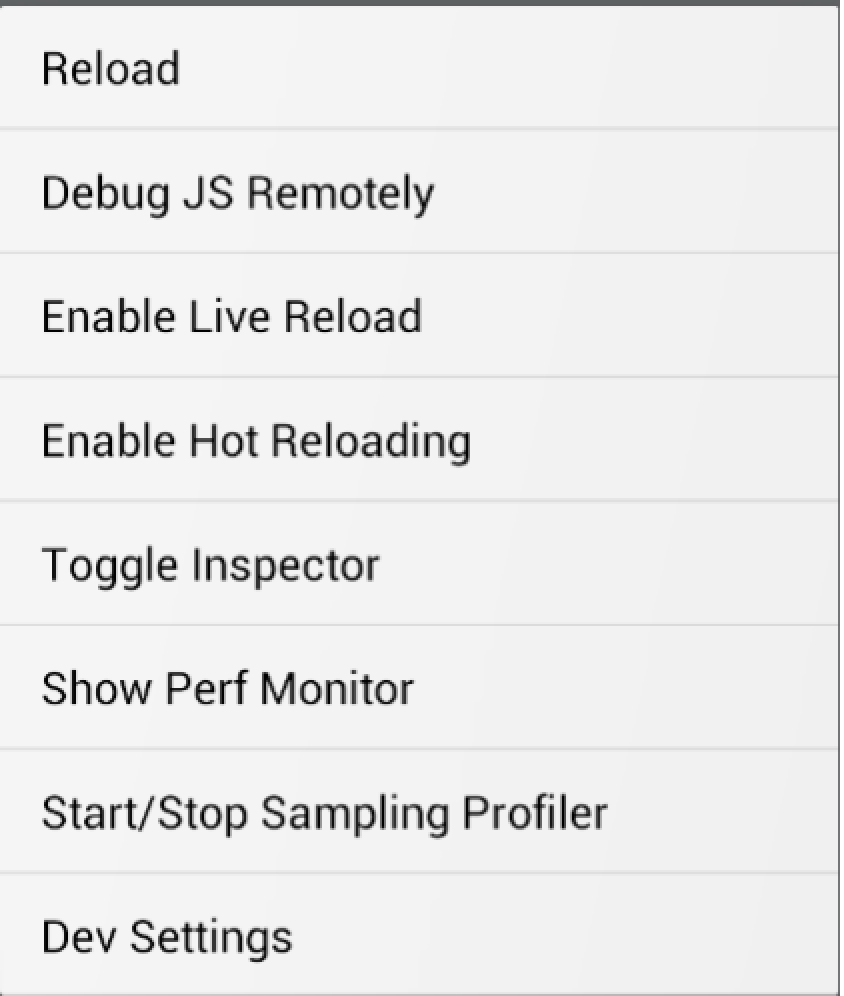 Reload
Debug JS Remotely
Enable Live Reload
Enable Hot Reloading
Toggle Inspector
Show Perf Monitor
Start/Stop Sampling Profiler
Dev Settings